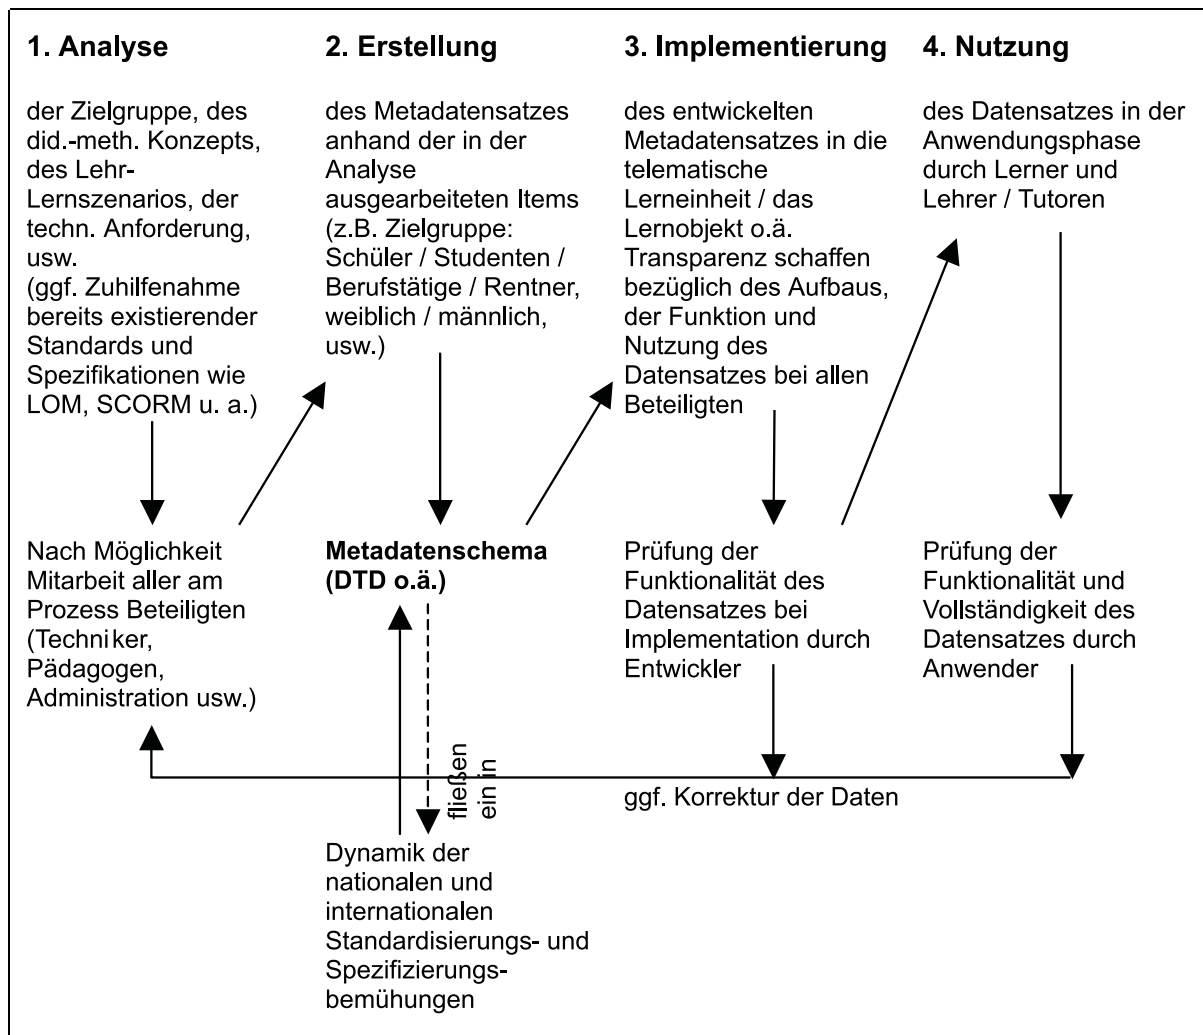 1. Analyse
der Zielgruppe, des
did.-meth. Konzepts,
des Lehr-
Lernszenarios, der
techn. Anforderung,
usw.
(ggf. Zuhilfenahme
bereits existierender
Standards und
Spezifikationen wie
LOM, SCORM u. a.)
Nach Möglichkeit
Mitarbeit aller am
Prozess Beteiligten
(Techniker,
Pädagogen,
Administration usw.)
2. Erstellung
des Metadatensatzes
anhand der in der
Analyse
ausgearbeiteten Items
(z.B. Zielgruppe:
Schüler / Studenten /
Berufstätige / Rentner,
weiblich / männlich,
usw.)
Metadatenschema
(DTD o.ä.)
fließen
ein in
Dynamik der
nationalen und
internationalen
Standardisierungs- und
Spezifizierungs-
bemühungen
3. Implementierung
des entwickelten
Metadatensatzes in die
telematische
Lerneinheit / das
Lernobjekt o.ä.
Transparenz schaffen
bezüglich des Aufbaus,
der Funktion und
Nutzung des
Datensatzes bei allen
Beteiligten
Prüfung der
Funktionalität des
Datensatzes bei
Implementation durch
Entwickler
ggf. Korrektur der Daten
4. Nutzung
des Datensatzes in der
Anwendungsphase
durch Lerner und
Lehrer / Tutoren
Prüfung der
Funktionalität und
Vollständigkeit des
Datensatzes durch
Anwender